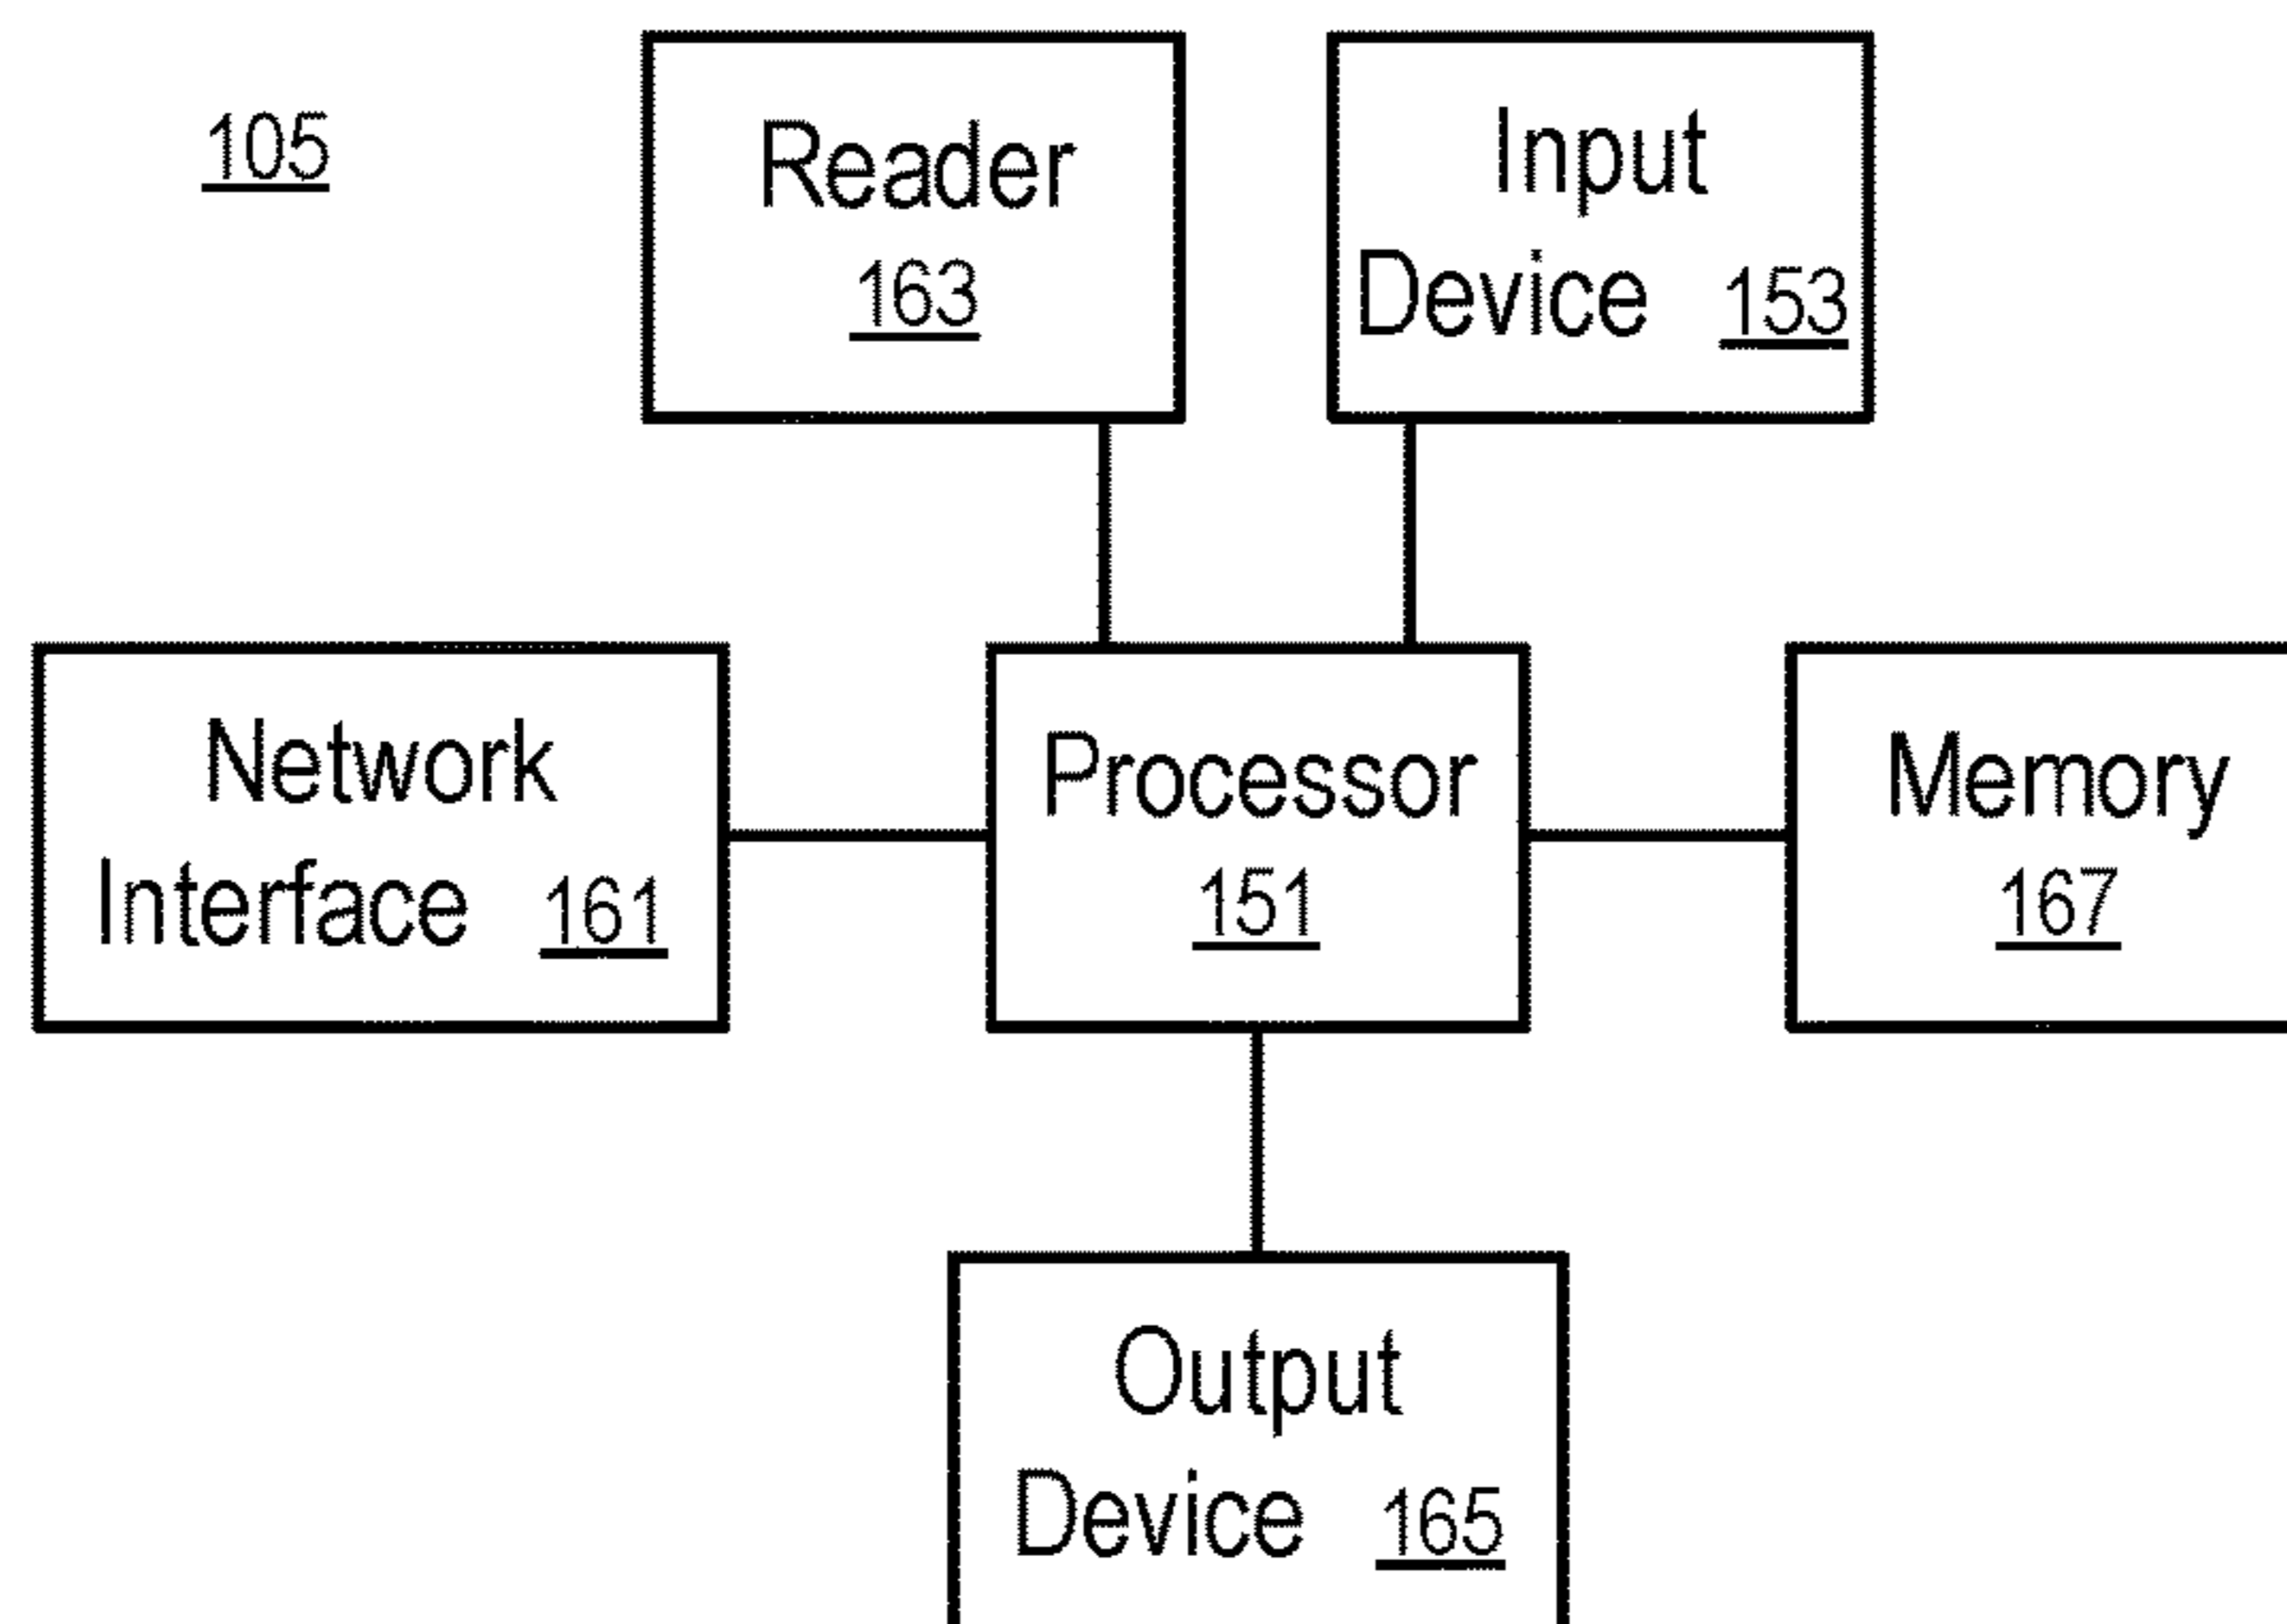 105
Reader
163
Input
Device 153
Network
Interface 161
Processor
151
Memory
167
Output
Device 165